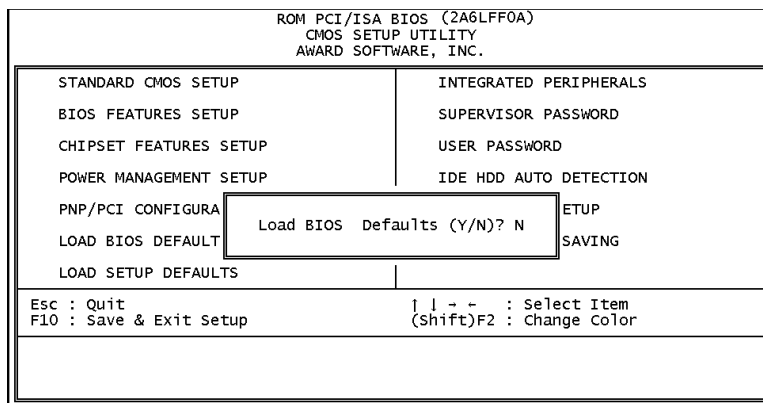 ROM PCI/ISA BIOS (2A6LFF0A)
CMOS SETUP UTILITY
AWARD SOFTWARE, INC.
STANDARD CMOS SETUP
BIOS FEATURES SETUP
CHIPSET FEATURES SETUP
POWER MANAGEMENT SETUP
PNP/PCI CONFIGURA
LOAD BIOS DEFAULT
LOAD SETUP DEFAULTS
INTEGRATED PERIPHERALS
SUPERVISOR PASSWORD
USER PASSWORD
IDE HDD AUTO DETECTION
ETUP
SAVING
Load BIOS Defaults (Y/N)? N
Esc : Quit
F10 : Save & Exit Setup
↑ ↓ → ← : Select Item
(Shift)F2 : Change Color